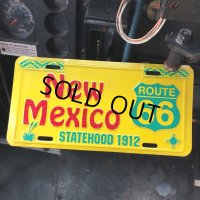 New
Mexico
SOLD OUT
ROUTE
66
STATEHOOD 1912